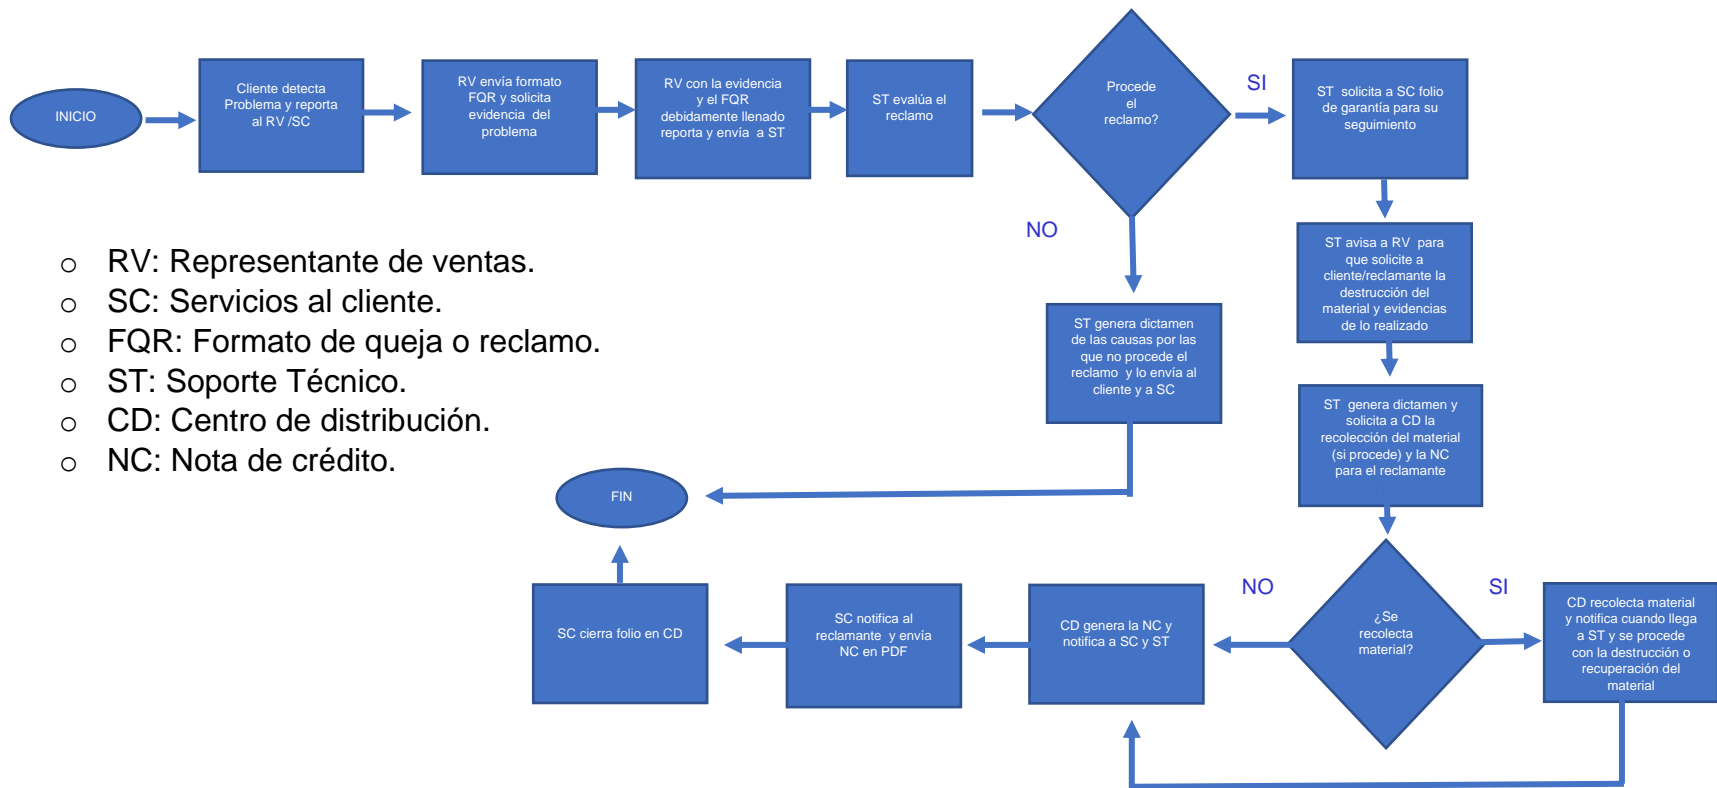 INICIO
Cliente detecta
Problema y reporta
al RV /SC
RV envía formato
FQR y solicita
evidencia del
problema
RV con la evidencia
y el FQR
debidamente llenado
reporta y envía a ST
ST evalúa el
reclamo
Procede
el
reclamo?
SI
ST solicita a SC folio
de garantía para su
seguimiento
NO
ST avisa a RV para
que solicite a
cliente/reclamante la
destrucción del
material y evidencias
de lo realizado
○ RV: Representante de ventas.
○ SC: Servicios al cliente.
○ FQR: Formato de queja o reclamo.
○ ST: Soporte Técnico.
○ CD: Centro de distribución.
○ NC: Nota de crédito.
ST genera dictamen
de las causas por las
que no procede el
reclamo y lo envía al
cliente y a SC
ST genera dictamen y
solicita a CD la
recolección del material
(si procede) y la NC
para el reclamante
FIN
¿Se
recolecta
material?
NO
SI
CD recolecta material
y notifica cuando llega
a ST y se procede
con la destrucción o
recuperación del
material
CD genera la NC y
notifica a SC y ST
SC notifica al
reclamante y envía
NC en PDF
SC cierra folio en CD